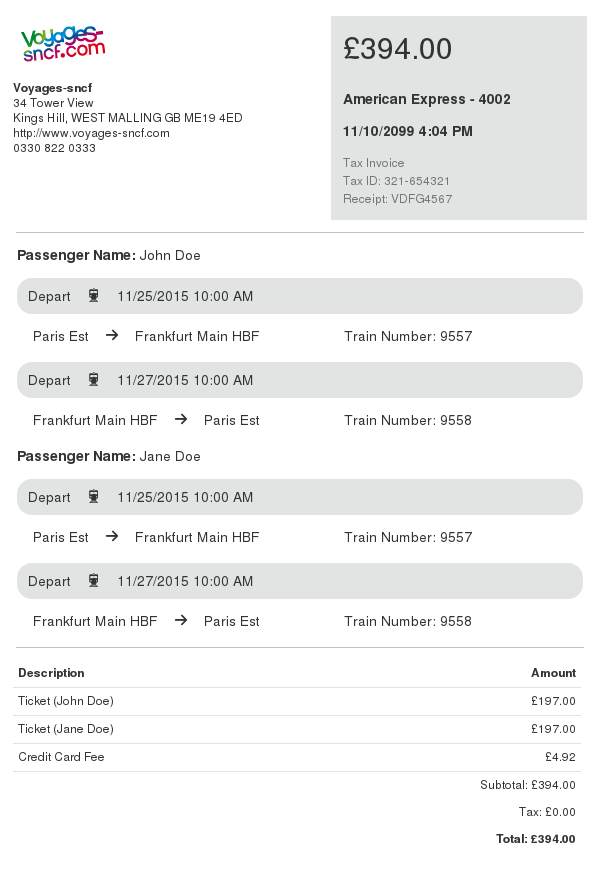 Voyages-
sncf.com
Voyages-sncf
34 Tower View
Kings Hill, WEST MALLING GB ME19 4ED
http://www.voyages-sncf.com
0330 822 0333
£394.00
American Express - 4002
11/10/2099 4:04 PM
Tax Invoice
Tax ID: 321-654321
Receipt: VDFG4567
Passenger Name: John Doe
Depart 11/25/2015 10:00 AM
Paris Est → Frankfurt Main HBF Train Number: 9557
Depart 11/27/2015 10:00 AM
Frankfurt Main HBF → Paris Est Train Number: 9558
Passenger Name: Jane Doe
Depart 11/25/2015 10:00 AM
Paris Est → Frankfurt Main HBF Train Number: 9557
Depart 11/27/2015 10:00 AM
Frankfurt Main HBF → Paris Est Train Number: 9558
Description Amount
Ticket (John Doe) £197.00
Ticket (Jane Doe) £197.00
Credit Card Fee £4.92
Subtotal: £394.00
Tax: £0.00
Total: £394.00